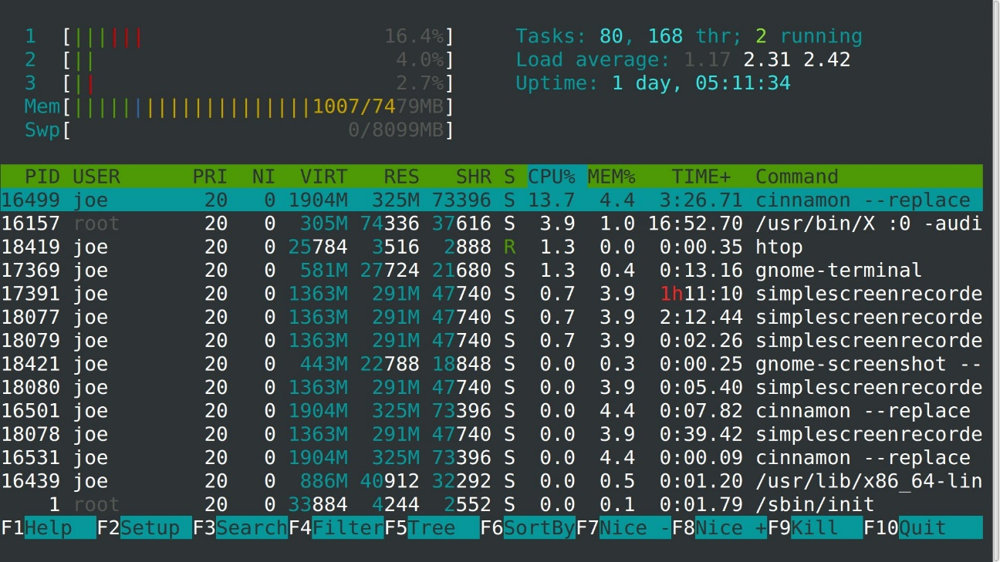 1 [|||||| 16.4%] Tasks: 80, 168 thr; 2 running
2 [|| 4.0%] Load average: 1.17 2.31 2.42
3 [|| 2.7%] Uptime: 1 day, 05:11:34
Mem[||||||||||||||||||||1007/7479MB]
Swp[ 0/8099MB]
PID USER PRI NI VIRT RES SHR S CPU% MEM% TIME+ Command
16499 joe 20 0 1904M 325M 73396 S 13.7 4.4 3:26.71 cinnamon --replace
16157 root 20 0 305M 74336 37616 S 3.9 1.0 16:52.70 /usr/bin/X :0 -audi
18419 joe 20 0 25784 3516 2888 R 1.3 0.0 0:00.35 htop
17369 joe 20 0 581M 27724 21680 S 1.3 0.4 0:13.16 gnome-terminal
17391 joe 20 0 1363M 291M 47740 S 0.7 3.9 1h11:10 simplescreenrecorde
18077 joe 20 0 1363M 291M 47740 S 0.7 3.9 2:12.44 simplescreenrecorde
18079 joe 20 0 1363M 291M 47740 S 0.7 3.9 0:02.26 simplescreenrecorde
18421 joe 20 0 443M 22788 18848 S 0.0 0.3 0:00.25 gnome-screenshot --
18080 joe 20 0 1363M 291M 47740 S 0.0 3.9 0:05.40 simplescreenrecorde
16501 joe 20 0 1904M 325M 73396 S 0.0 4.4 0:07.82 cinnamon --replace
18078 joe 20 0 1363M 291M 47740 S 0.0 3.9 0:39.42 simplescreenrecorde
16531 joe 20 0 1904M 325M 73396 S 0.0 4.4 0:00.09 cinnamon --replace
16439 joe 20 0 886M 40912 32292 S 0.0 0.5 0:01.20 /usr/lib/x86_64-lin
1 root 20 0 33884 4244 2552 S 0.0 0.1 0:01.79 /sbin/init
F1Help F2Setup F3SearchF4FilterF5Tree F6SortByF7Nice -F8Nice +F9Kill F10Quit